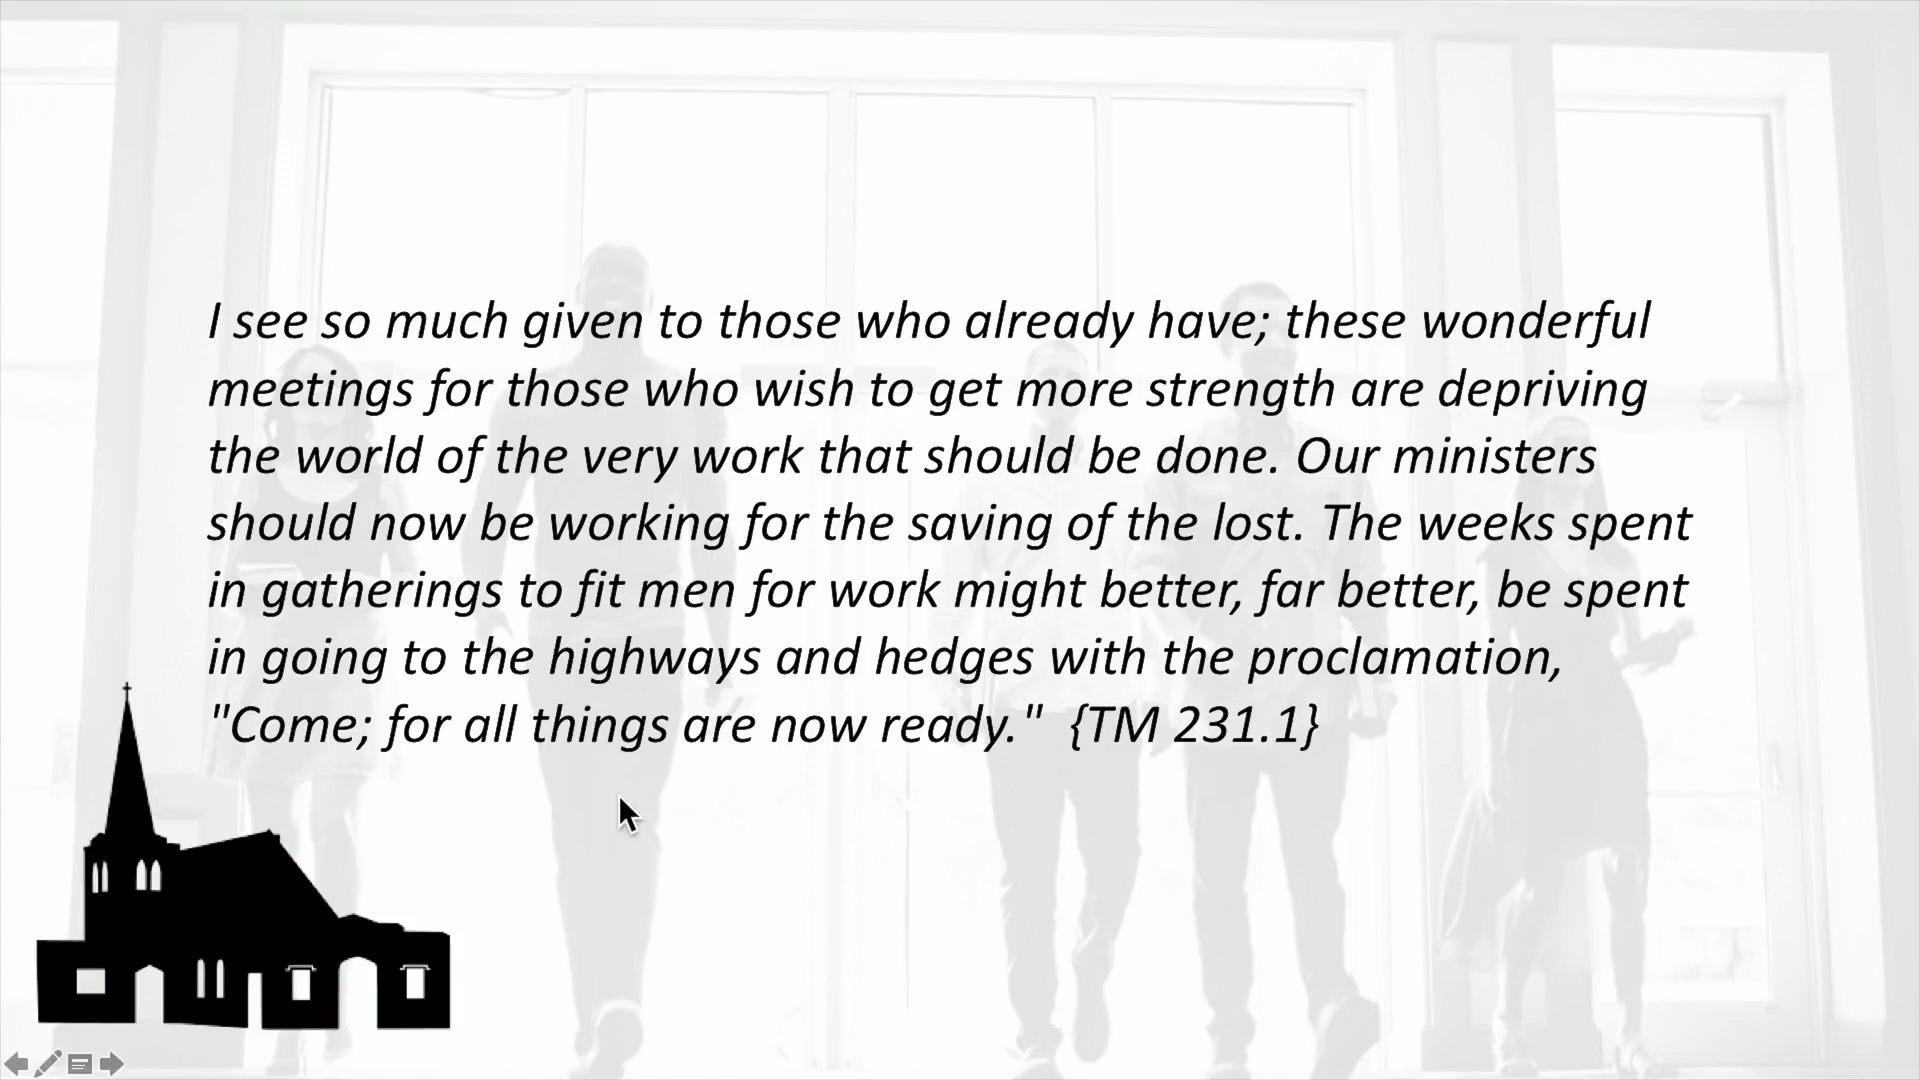 I see so much given to those who already have; these wonderful
meetings for those who wish to get more strength are depriving
the world of the very work that should be done. Our ministers
should now be working for the saving of the lost. The weeks spent
in gatherings to fit men for work might better, far better, be spent
in going to the highways and hedges with the proclamation,
"Come; for all things are now ready."  {TM 231.1}